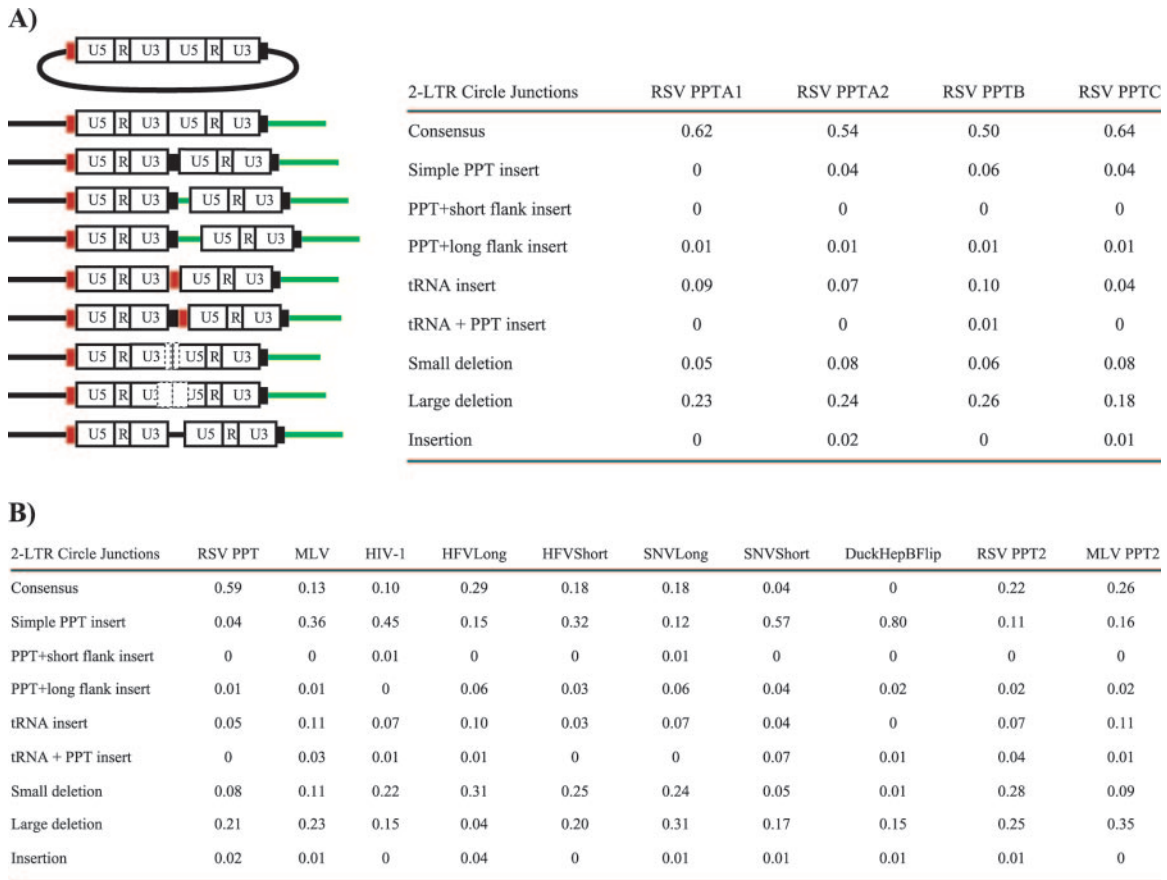 A)
U5 R U3 U5 R U3
U5 R U3 U5 R U3
U5 R U3 U5 R U3
U5 R U3 U5 R U3
U5 R U3 U5 R U3
U5 R U3 U5 R U3
U5 R U3 U5 R U3
U5 R U3 U5 R U3
U5 R U3 U5 R U3
U5 R U3 U5 R U3
2-LTR Circle Junctions RSV PPTA1 RSV PPTA2 RSV PPTB RSV PPTC
Consensus 0.62 0.54 0.50 0.64
Simple PPT insert 0 0.04 0.06 0.04
PPT+short flank insert 0 0 0 0
PPT+long flank insert 0.01 0.01 0.01 0.01
tRNA insert 0.09 0.07 0.10 0.04
tRNA + PPT insert 0 0 0.01 0
Small deletion 0.05 0.08 0.06 0.08
Large deletion 0.23 0.24 0.26 0.18
Insertion 0 0.02 0 0.01
B)
2-LTR Circle Junctions RSV PPT MLV HIV-1 HFVLong HFVShort SNVLong SNVShort DuckHepBFlip RSV PPT2 MLV PPT2
Consensus 0.59 0.13 0.10 0.29 0.18 0.18 0.04 0 0.22 0.26
Simple PPT insert 0.04 0.36 0.45 0.15 0.32 0.12 0.57 0.80 0.11 0.16
PPT+short flank insert 0 0 0.01 0 0 0.01 0 0 0 0
PPT+long flank insert 0.01 0.01 0 0.06 0.03 0.06 0.04 0.02 0.02 0.02
tRNA insert 0.05 0.11 0.07 0.10 0.03 0.07 0.04 0 0.07 0.11
tRNA + PPT insert 0 0.03 0.01 0.01 0 0 0.07 0.01 0.04 0.01
Small deletion 0.08 0.11 0.22 0.31 0.25 0.24 0.05 0.01 0.28 0.09
Large deletion 0.21 0.23 0.15 0.04 0.20 0.31 0.17 0.15 0.25 0.35
Insertion 0.02 0.01 0 0.04 0 0.01 0.01 0.01 0.01 0